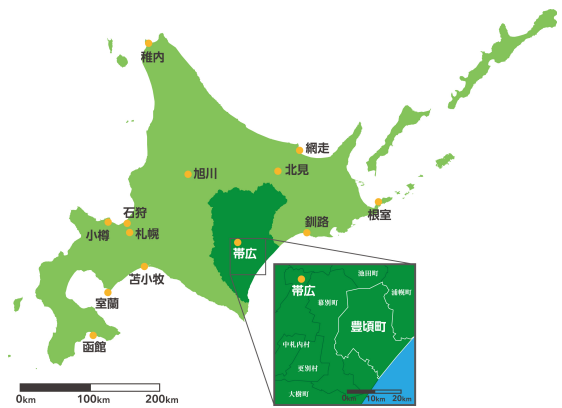 稚内
網走
北見
旭川
石狩
小樽
札幌
釧路
根室
帯広
苫小牧
室蘭
函館
池田町
浦幌町
帯広
幕別町
豊頃町
中札内村
更別村
大樹町
0km 10km 20km
0km 100km 200km